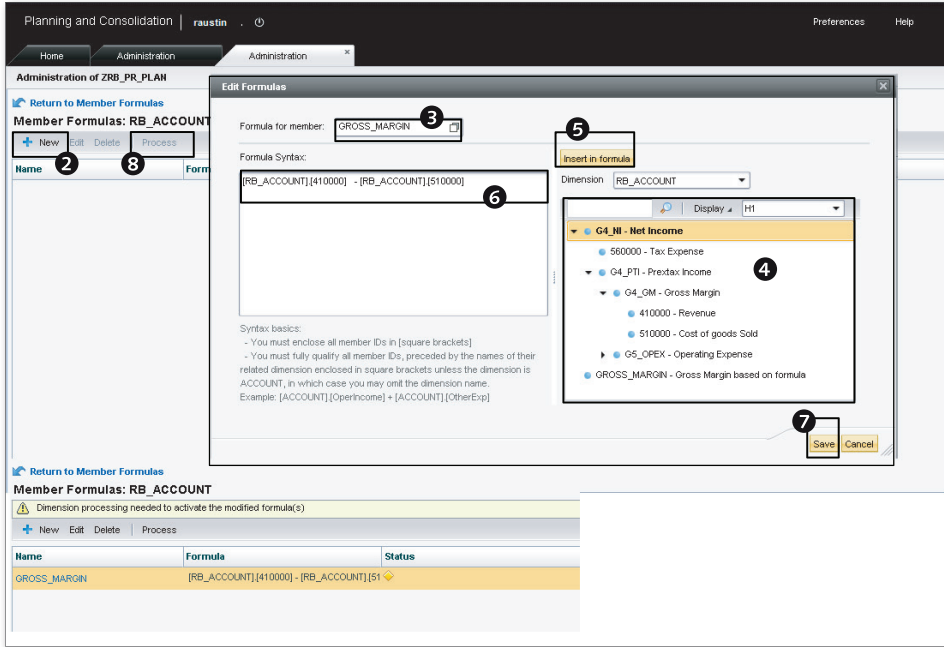 Planning and Consolidation | raustin .
Preferences Help
Home Administration Administration ×
Administration of ZRB_PR_PLAN
Return to Member Formulas
Member Formulas: RB_ACCOUNT
New Edit Delete Process
2 8
Name Form
Edit Formulas
Formula for member: GROSS_MARGIN 3
5
Insert in formula
Formula Syntax:
Dimension RB_ACCOUNT
[RB_ACCOUNT].[410000] - [RB_ACCOUNT].[510000]
6
Display H1
G4_NI - Net Income
560000 - Tax Expense
G4_PTI - Prextax Income
4
G4_GM - Gross Margin
410000 - Revenue
510000 - Cost of goods Sold
G5_OPEX - Operating Expense
GROSS_MARGIN - Gross Margin based on formula
Syntax basics:
- You must enclose all member IDs in [square brackets]
- You must fully qualify all member IDs, preceded by the names of their
related dimension enclosed in square brackets unless the dimension is
ACCOUNT, in which case you may omit the dimension name.
Example: [ACCOUNT].[OperIncome] + [ACCOUNT].[OtherExp]
7
Save Cancel
Return to Member Formulas
Member Formulas: RB_ACCOUNT
Dimension processing needed to activate the modified formula(s)
New Edit Delete | Process
Name Formula Status
GROSS_MARGIN [RB_ACCOUNT].[410000] - [RB_ACCOUNT].[51